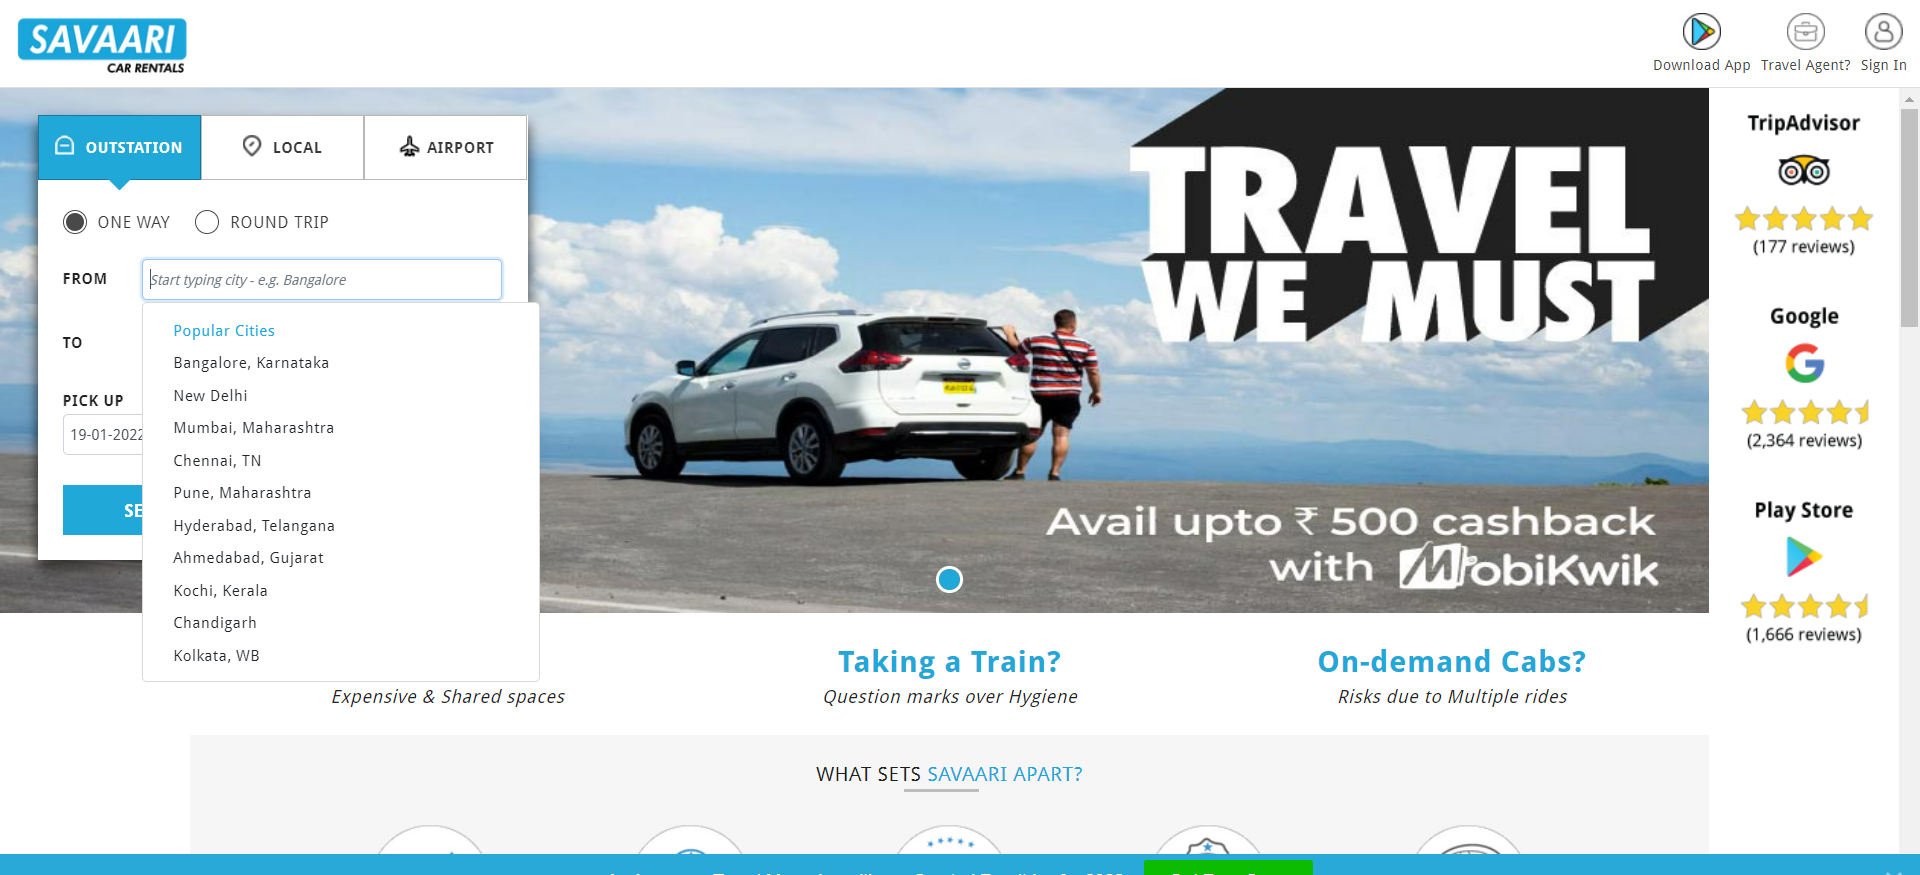 SAVAARI
CAR RENTALS
Download App
Travel Agent?
Sign In
OUTSTATION
LOCAL
AIRPORT
ONE WAY
ROUND TRIP
FROM
Start typing city - e.g. Bangalore
Popular Cities
Bangalore, Karnataka
New Delhi
Mumbai, Maharashtra
Chennai, TN
Pune, Maharashtra
Hyderabad, Telangana
Ahmedabad, Gujarat
Kochi, Kerala
Chandigarh
Kolkata, WB
TO
PICK UP
19-01-2022
SE
TRAVEL
WE MUST
Avail upto ₹ 500 cashback
with MobiKwik
TripAdvisor
(177 reviews)
Google
(2,364 reviews)
Play Store
(1,666 reviews)
Expensive & Shared spaces
Taking a Train?
Question marks over Hygiene
On-demand Cabs?
Risks due to Multiple rides
WHAT SETS SAVAARI APART?